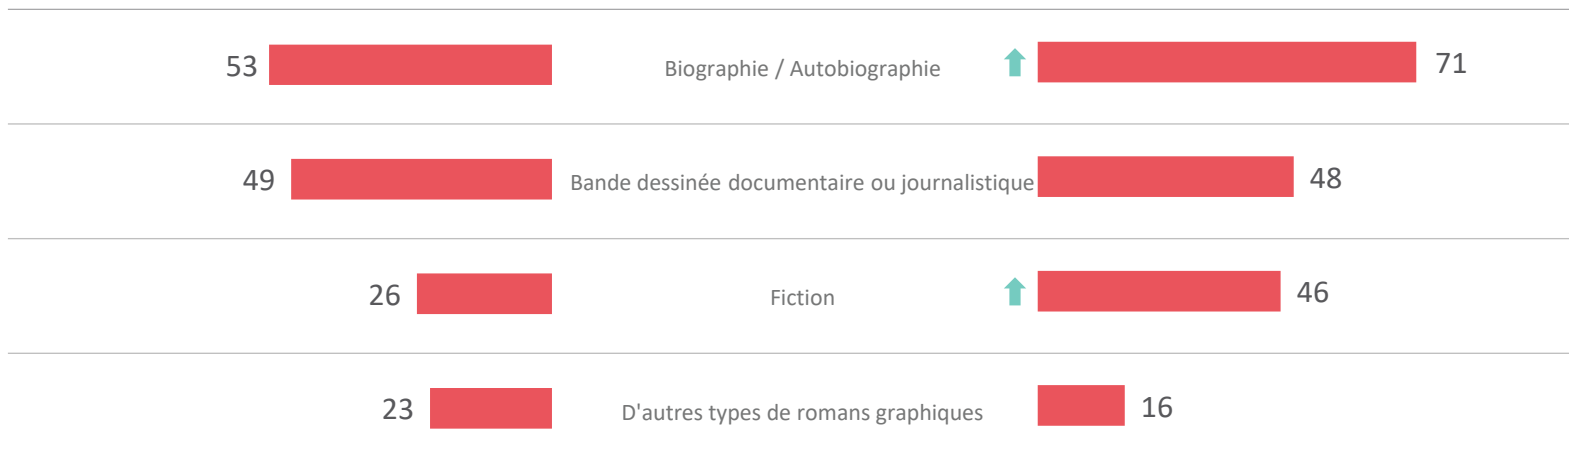 53 Biographie / Autobiographie 71
49 Bande dessinée documentaire ou journalistique 48
26 Fiction 46
23 D'autres types de romans graphiques 16